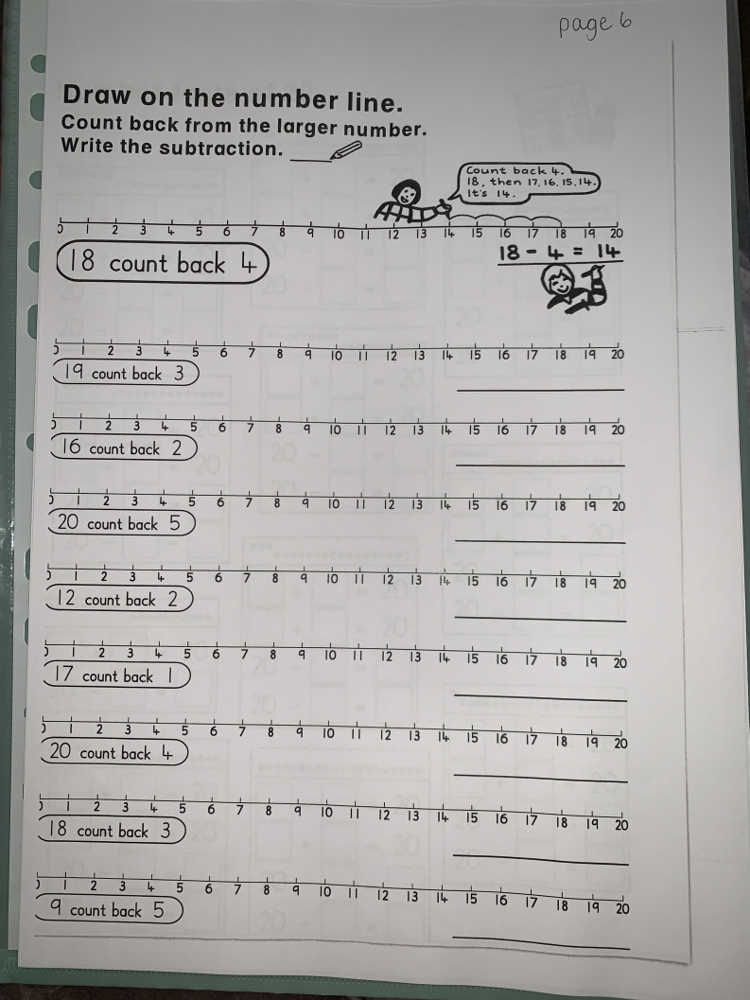 page 6
Draw on the number line.
Count back from the larger number.
Write the subtraction.
Count back 4.
18, then 17, 16, 15, 14.
It's 14.
0 1 2 3 4 5 6 7 8 9 10 11 12 13 14 15 16 17 18 19 20
18 count back 4
18 - 4 = 14
0 1 2 3 4 5 6 7 8 9 10 11 12 13 14 15 16 17 18 19 20
19 count back 3
0 1 2 3 4 5 6 7 8 9 10 11 12 13 14 15 16 17 18 19 20
16 count back 2
0 1 2 3 4 5 6 7 8 9 10 11 12 13 14 15 16 17 18 19 20
20 count back 5
0 1 2 3 4 5 6 7 8 9 10 11 12 13 14 15 16 17 18 19 20
12 count back 2
0 1 2 3 4 5 6 7 8 9 10 11 12 13 14 15 16 17 18 19 20
17 count back 1
0 1 2 3 4 5 6 7 8 9 10 11 12 13 14 15 16 17 18 19 20
20 count back 4
0 1 2 3 4 5 6 7 8 9 10 11 12 13 14 15 16 17 18 19 20
18 count back 3
0 1 2 3 4 5 6 7 8 9 10 11 12 13 14 15 16 17 18 19 20
9 count back 5